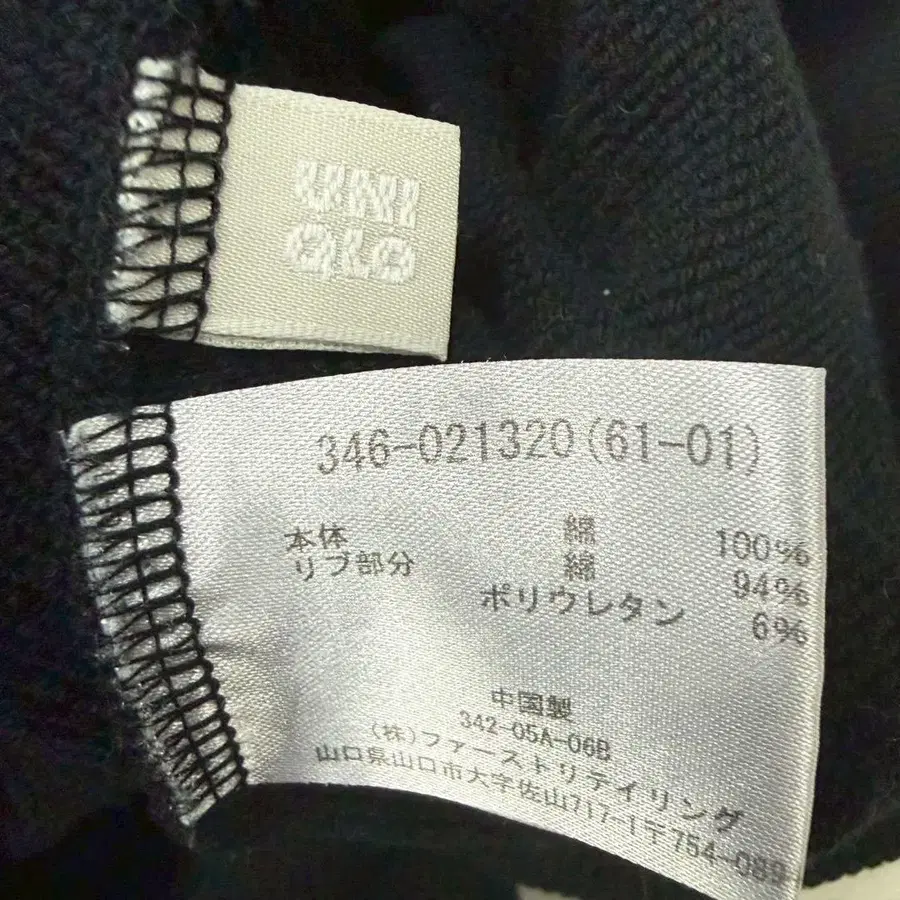 UNI
QLO
346-021320(61-01)
本体 綿 100%
リブ部分 綿 94%
ポリウレタン 6%
中国製
342-05A-06B
(株)ファーストリテイリング
山口県山口市大字佐山717-1〒754-089